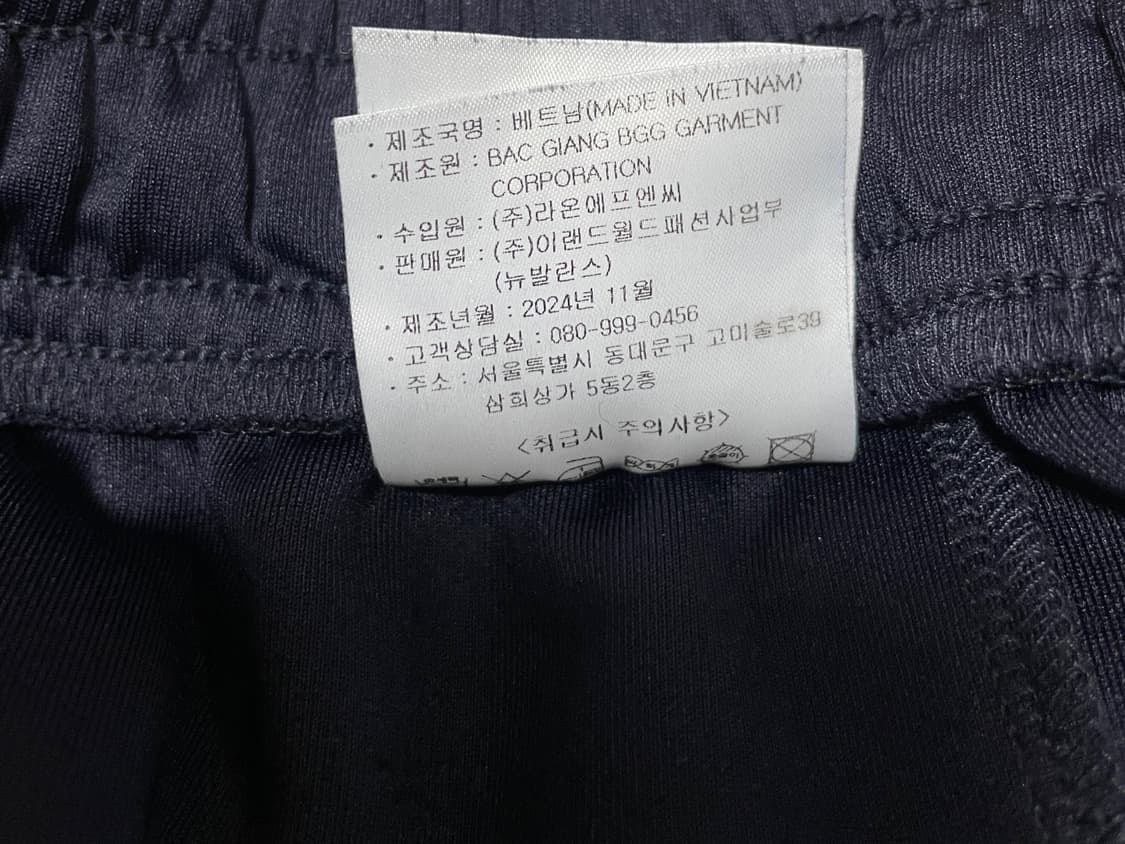 · 제조국명 : 베트남(MADE IN VIETNAM)
· 제조원 : BAC GIANG BGG GARMENT
CORPORATION
· 수입원 : (주)라온에프엔씨
· 판매원 : (주)이랜드월드패션사업부
(뉴발란스)
· 제조년월 : 2024년 11월
· 고객상담실 : 080-999-0456
· 주소 : 서울특별시 동대문구 고미술로39
삼희상가 5동2층
<취급시 주의사항>